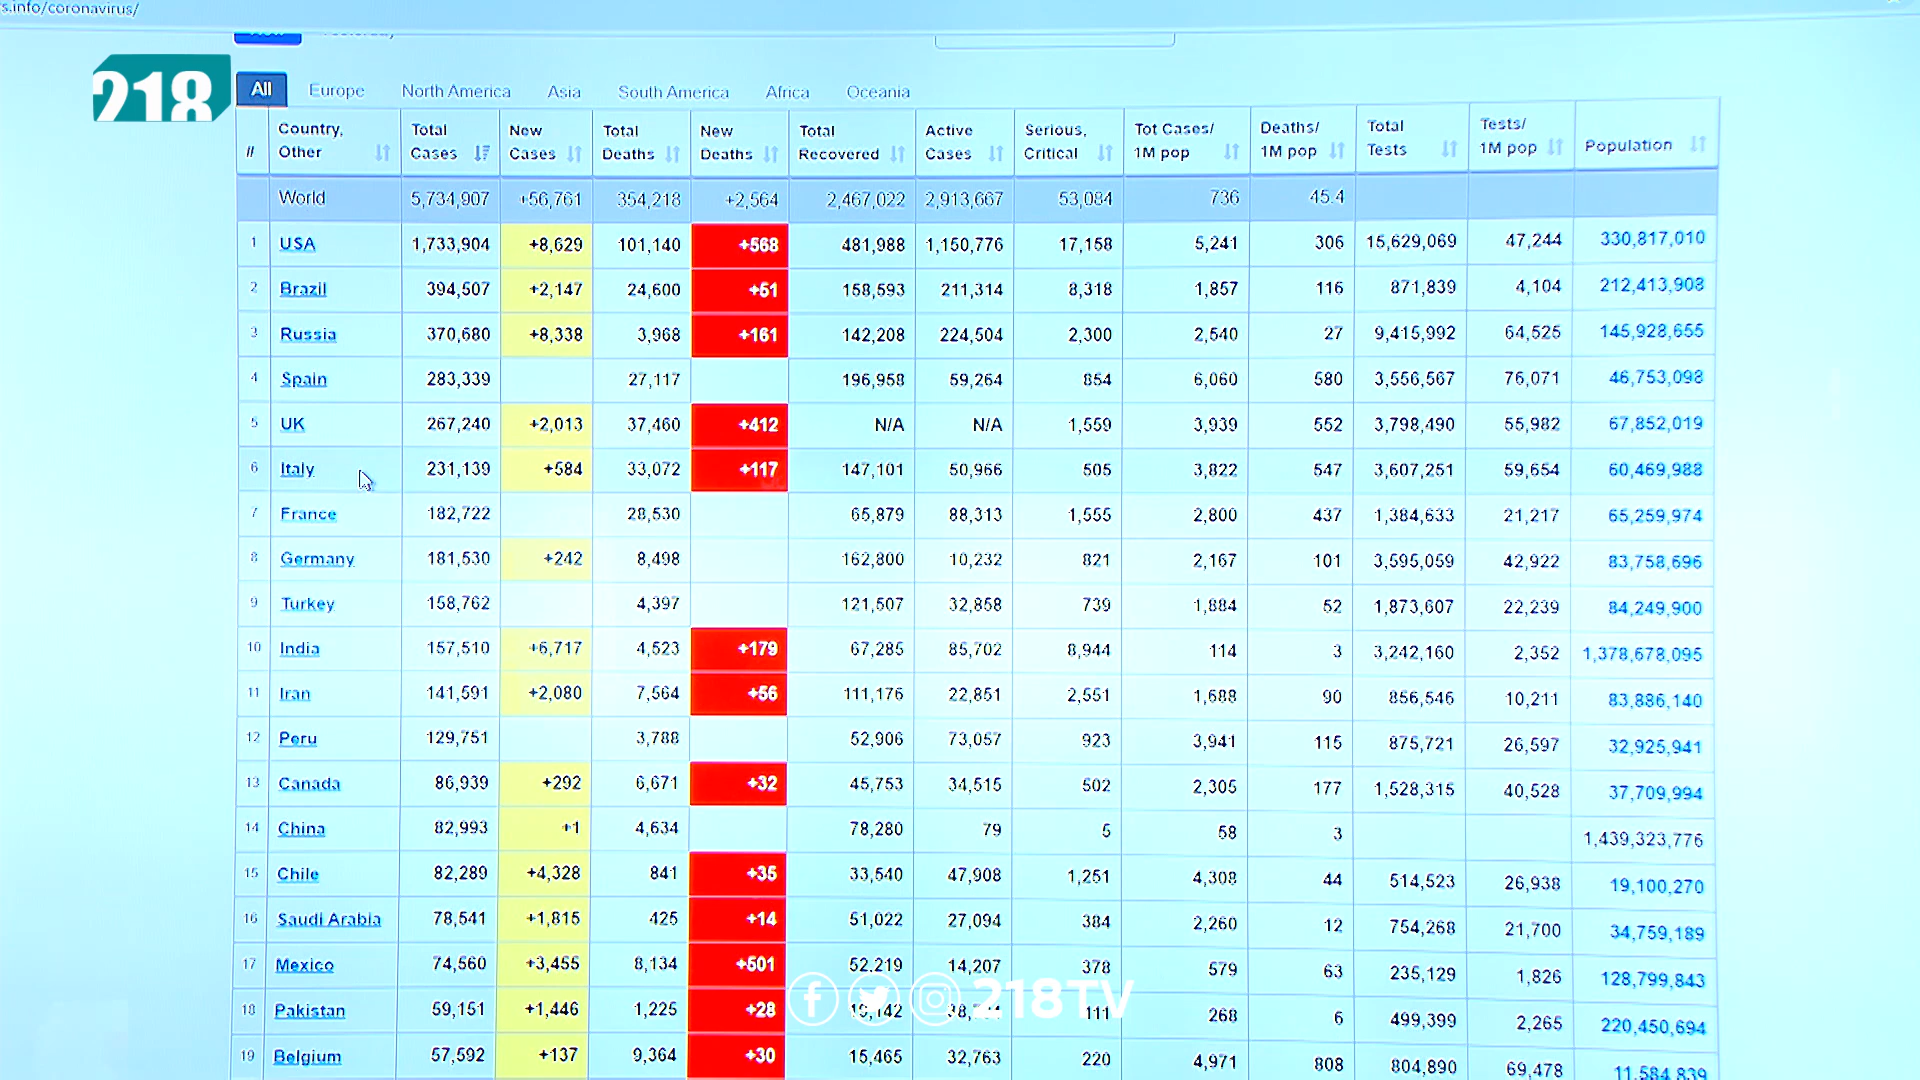 s.info/coronavirus/
218
All Europe North America Asia South America Africa Oceania
# Country, Other Total Cases New Cases Total Deaths New Deaths Total Recovered Active Cases Serious, Critical Tot Cases/ 1M pop Deaths/ 1M pop Total Tests Tests/ 1M pop Population
World 5,734,907 +56,761 354,218 +2,564 2,467,022 2,913,667 53,084 736 45.4
1 USA 1,733,904 +8,629 101,140 +568 481,988 1,150,776 17,158 5,241 306 15,629,069 47,244 330,817,010
2 Brazil 394,507 +2,147 24,600 +51 158,593 211,314 8,318 1,857 116 871,839 4,104 212,413,908
3 Russia 370,680 +8,338 3,968 +161 142,208 224,504 2,300 2,540 27 9,415,992 64,525 145,928,655
4 Spain 283,339 27,117 196,958 59,264 854 6,060 580 3,556,567 76,071 46,753,098
5 UK 267,240 +2,013 37,460 +412 N/A N/A 1,559 3,939 552 3,798,490 55,982 67,852,019
6 Italy 231,139 +584 33,072 +117 147,101 50,966 505 3,822 547 3,607,251 59,654 60,469,988
7 France 182,722 28,530 65,879 88,313 1,555 2,800 437 1,384,633 21,217 65,259,974
8 Germany 181,530 +242 8,498 162,800 10,232 821 2,167 101 3,595,059 42,922 83,758,696
9 Turkey 158,762 4,397 121,507 32,858 739 1,884 52 1,873,607 22,239 84,249,900
10 India 157,510 +6,717 4,523 +179 67,285 85,702 8,944 114 3 3,242,160 2,352 1,378,678,095
11 Iran 141,591 +2,080 7,564 +56 111,176 22,851 2,551 1,688 90 856,546 10,211 83,886,140
12 Peru 129,751 3,788 52,906 73,057 923 3,941 115 875,721 26,597 32,925,941
13 Canada 86,939 +292 6,671 +32 45,753 34,515 502 2,305 177 1,528,315 40,528 37,709,994
14 China 82,993 +1 4,634 78,280 79 5 58 3 1,439,323,776
15 Chile 82,289 +4,328 841 +35 33,540 47,908 1,251 4,308 44 514,523 26,938 19,100,270
16 Saudi Arabia 78,541 +1,815 425 +14 51,022 27,094 384 2,260 12 754,268 21,700 34,759,189
17 Mexico 74,560 +3,455 8,134 +501 52,219 14,207 378 579 63 235,129 1,826 128,799,843
18 Pakistan 59,151 +1,446 1,225 +28 111 268 6 499,399 2,265 220,450,694
218TV
19 Belgium 57,592 +137 9,364 +30 15,465 32,763 220 4,971 808 804,890 69,478 11,584,839